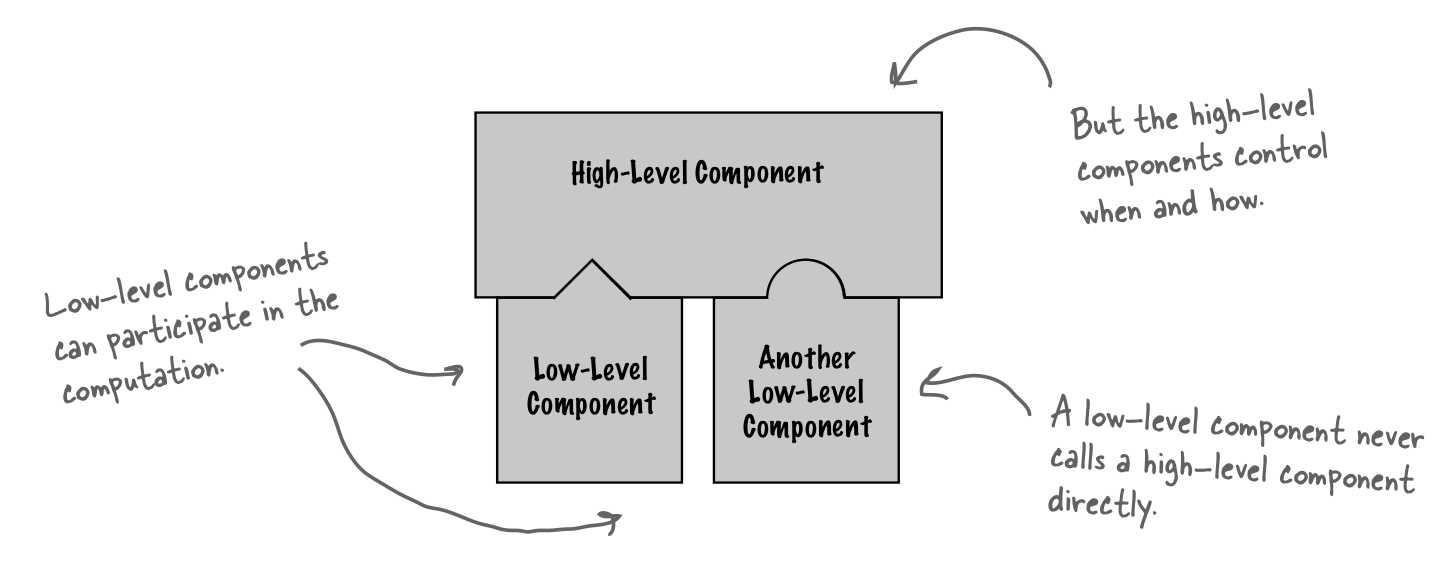 But the high-level
components control
when and how.
High-Level Component
Low-level components
can participate in the
computation.
Low-Level
Component
Another
Low-Level
Component
A low-level component never
calls a high-level component
directly.